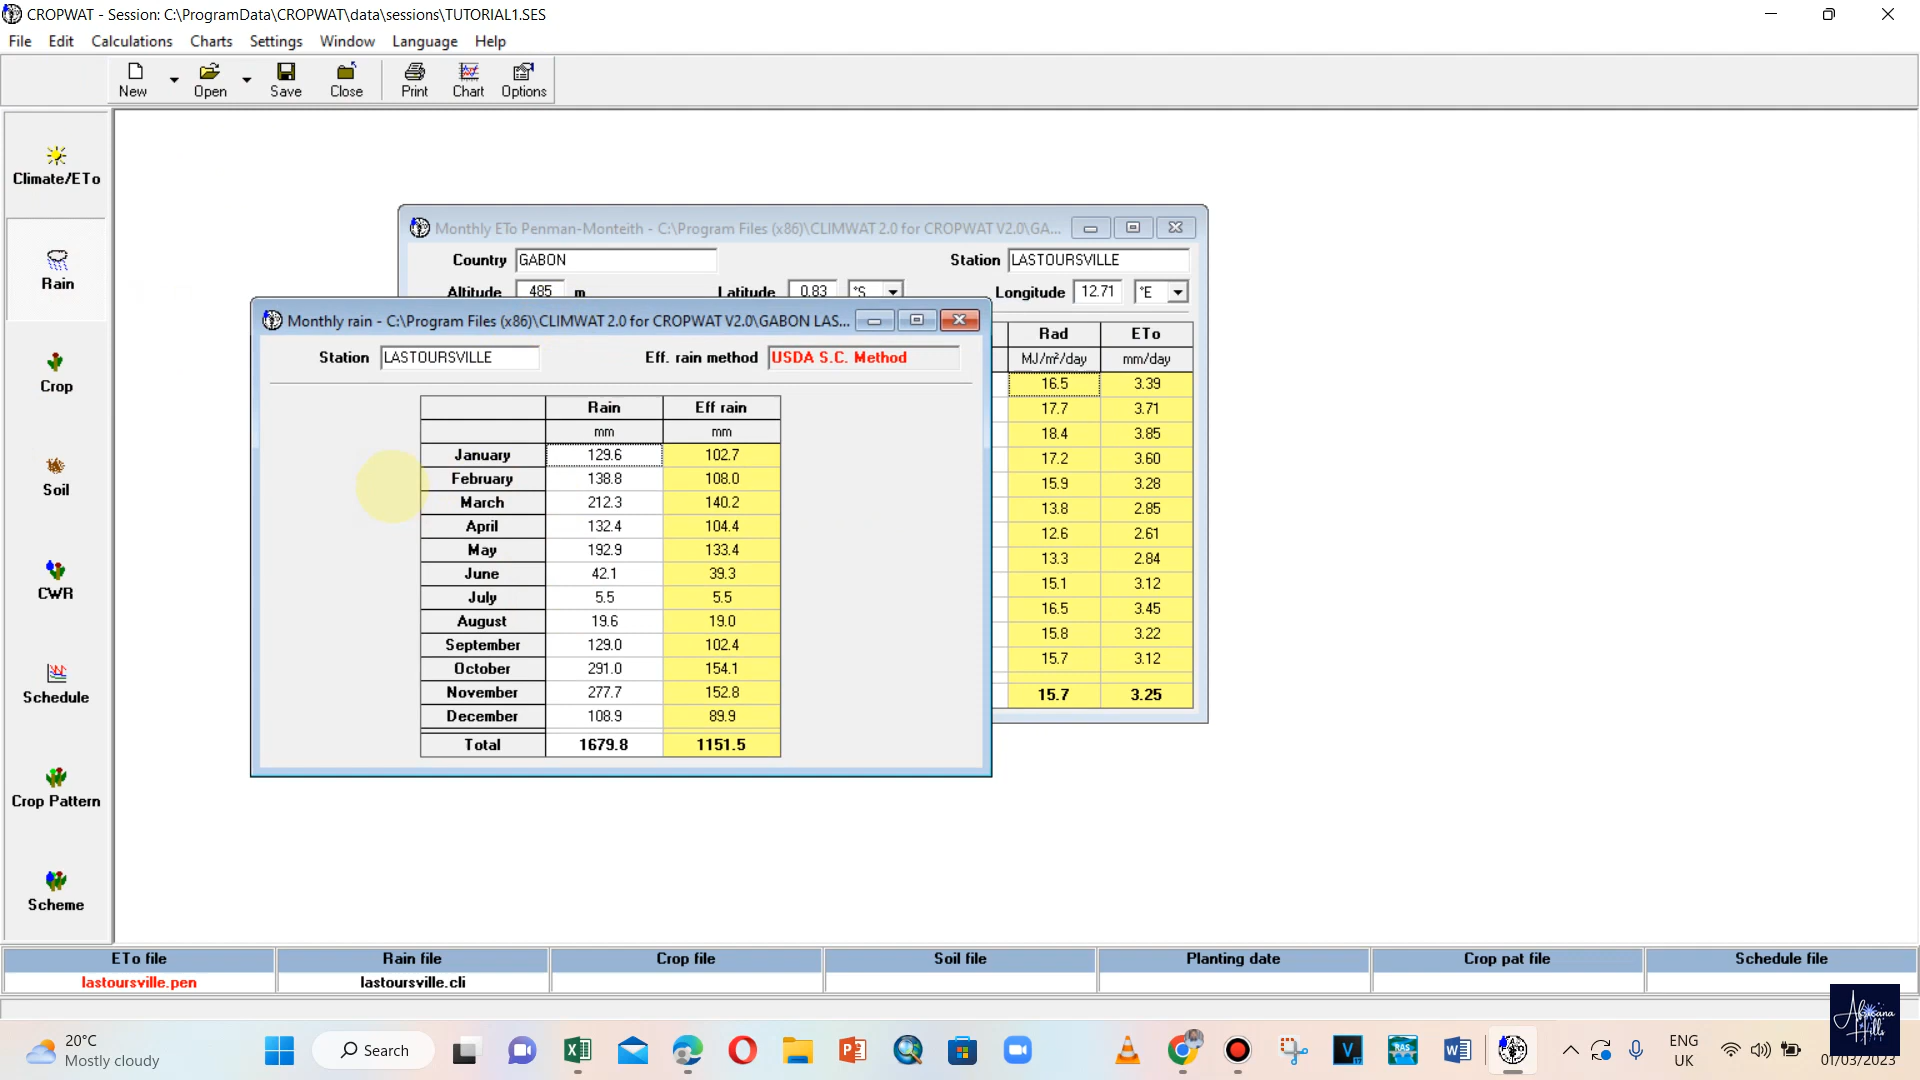 CROPWAT - Session: C:\ProgramData\CROPWAT\data\sessions\TUTORIAL1.SES
File Edit Calculations Charts Settings Window Language Help
New Open Save Close Print Chart Options
Climate/ETo
Rain
Crop
Soil
CWR
Schedule
Crop Pattern
Scheme
Monthly ETo Penman-Monteith - C:\Program Files (x86)\CLIMWAT 2.0 for CROPWAT V2.0\GA...
Country GABON Station LASTOURSVILLE
Altitude 485 m Latitude 0.83 °S Longitude 12.71 °E
Rad ETo
MJ/m²/day mm/day
16.5 3.39
17.7 3.71
18.4 3.85
17.2 3.60
15.9 3.28
13.8 2.85
12.6 2.61
13.3 2.84
15.1 3.12
16.5 3.45
15.8 3.22
15.7 3.12
15.7 3.25
Monthly rain - C:\Program Files (x86)\CLIMWAT 2.0 for CROPWAT V2.0\GABON LAS...
Station LASTOURSVILLE Eff. rain method USDA S.C. Method
Rain Eff rain
mm mm
January 129.6 102.7
February 138.8 108.0
March 212.3 140.2
April 132.4 104.4
May 192.9 133.4
June 42.1 39.3
July 5.5 5.5
August 19.6 19.0
September 129.0 102.4
October 291.0 154.1
November 277.7 152.8
December 108.9 89.9
Total 1679.8 1151.5
ETo file Rain file Crop file Soil file Planting date Crop pat file Schedule file
lastoursville.pen lastoursville.cli
Africana Hills
20°C
Mostly cloudy
Search
ENG
UK
01/03/2023